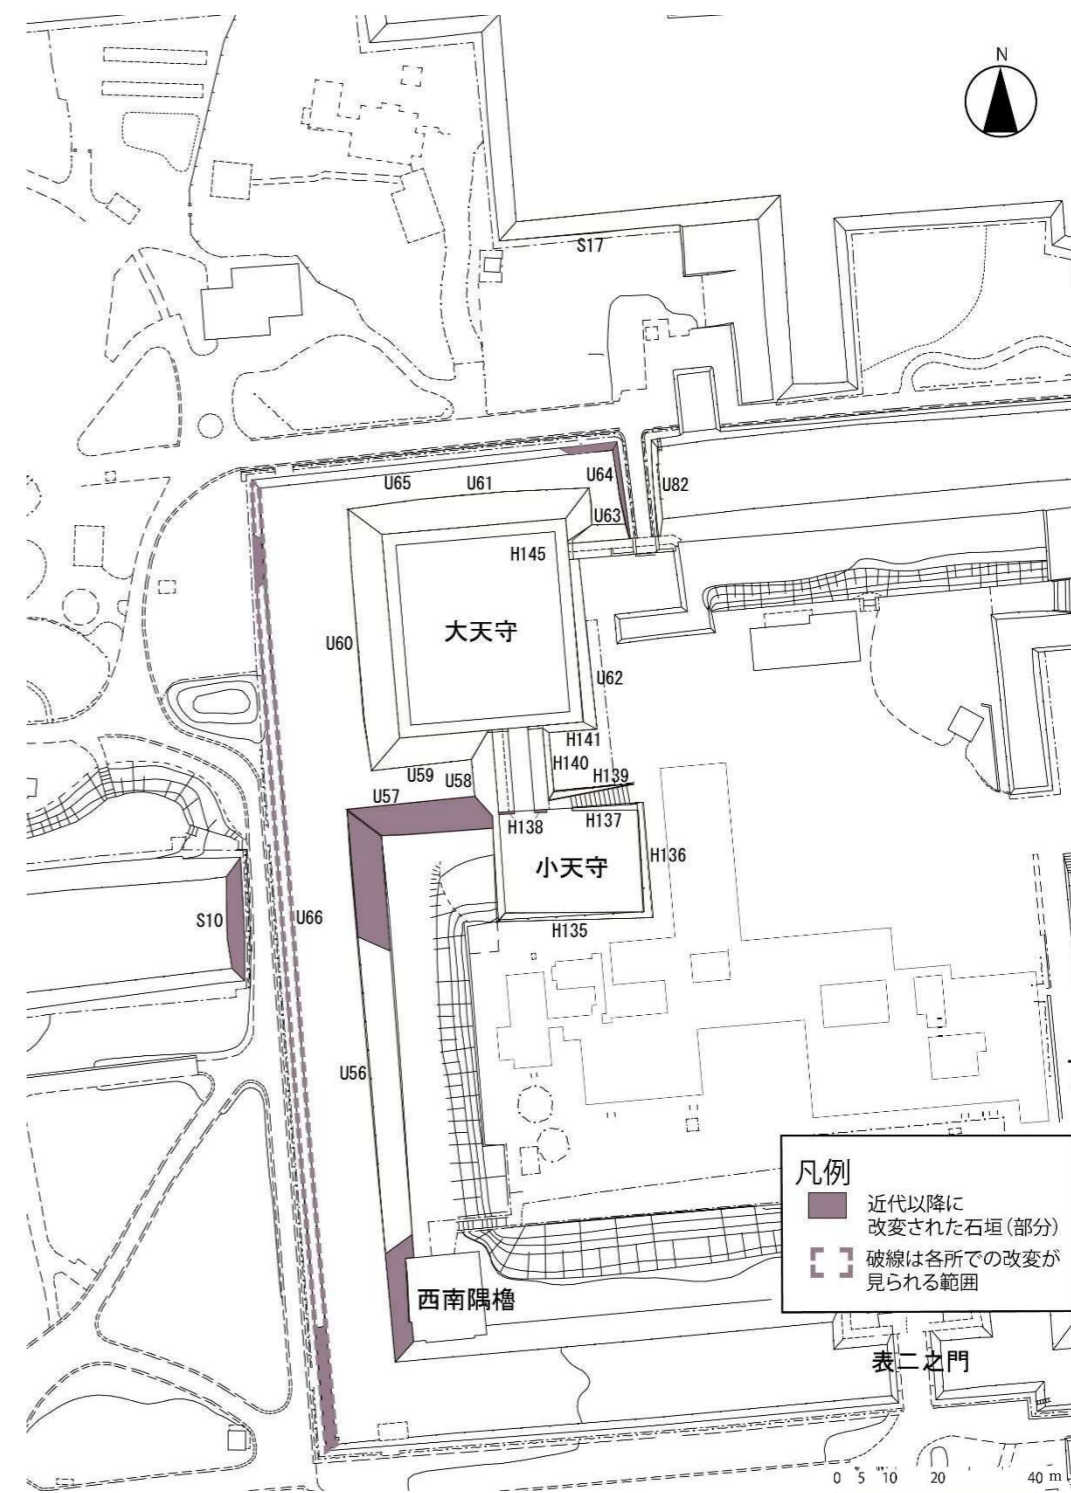 N
S17
U65
U61
U64
U82
U63
H145
大天守
U60
U62
H141
U59
U58
H140
H139
U57
H138
H137
小天守
H136
S10
U66
H135
U56
凡例
近代以降に
改変された石垣(部分)
破線は各所での改変が
見られる範囲
西南隅櫓
表二之門
0 5 10 20 40 m